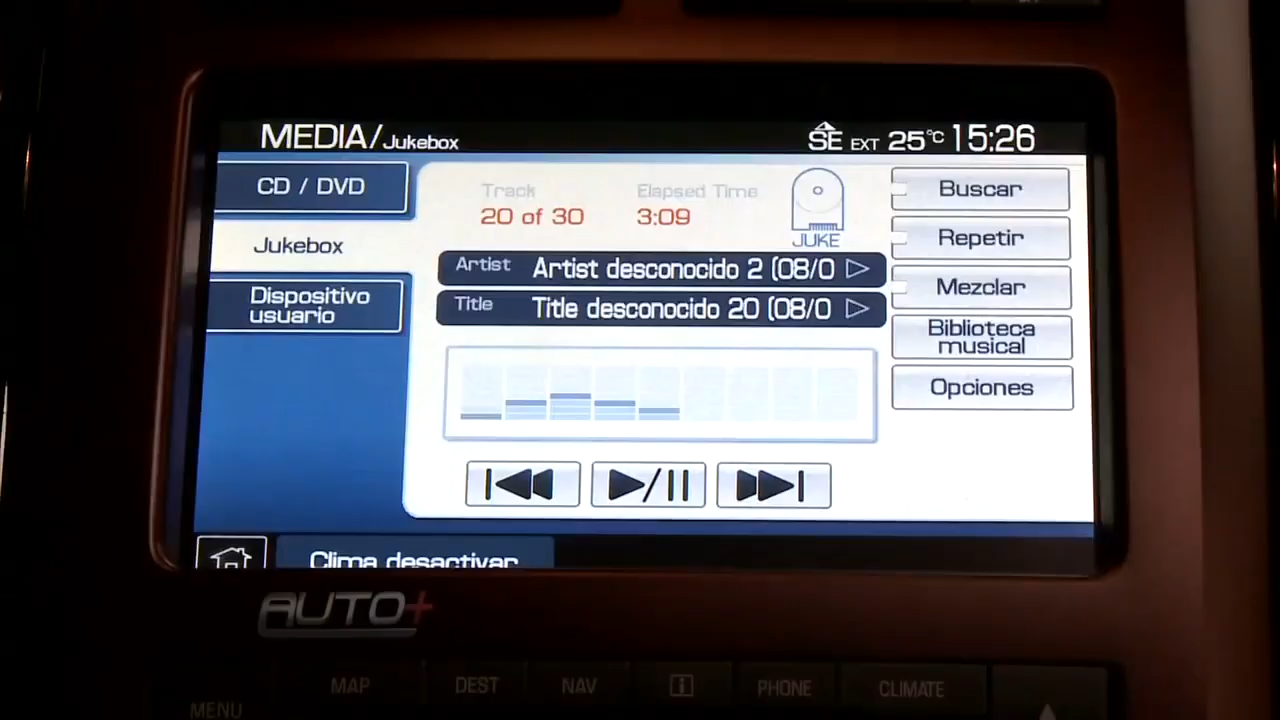 MEDIA/Jukebox
SE EXT 25°C 15:26
CD / DVD
Jukebox
Dispositivo
usuario
Track
20 of 30
Elapsed Time
3:09
JUKE
Artist Artist desconocido 2 (08/0
Title Title desconocido 20 (08/0
Buscar
Repetir
Mezclar
Biblioteca
musical
Opciones
Clima desactivar
AUTO+
MENU
MAP
DEST
NAV
i
PHONE
CLIMATE